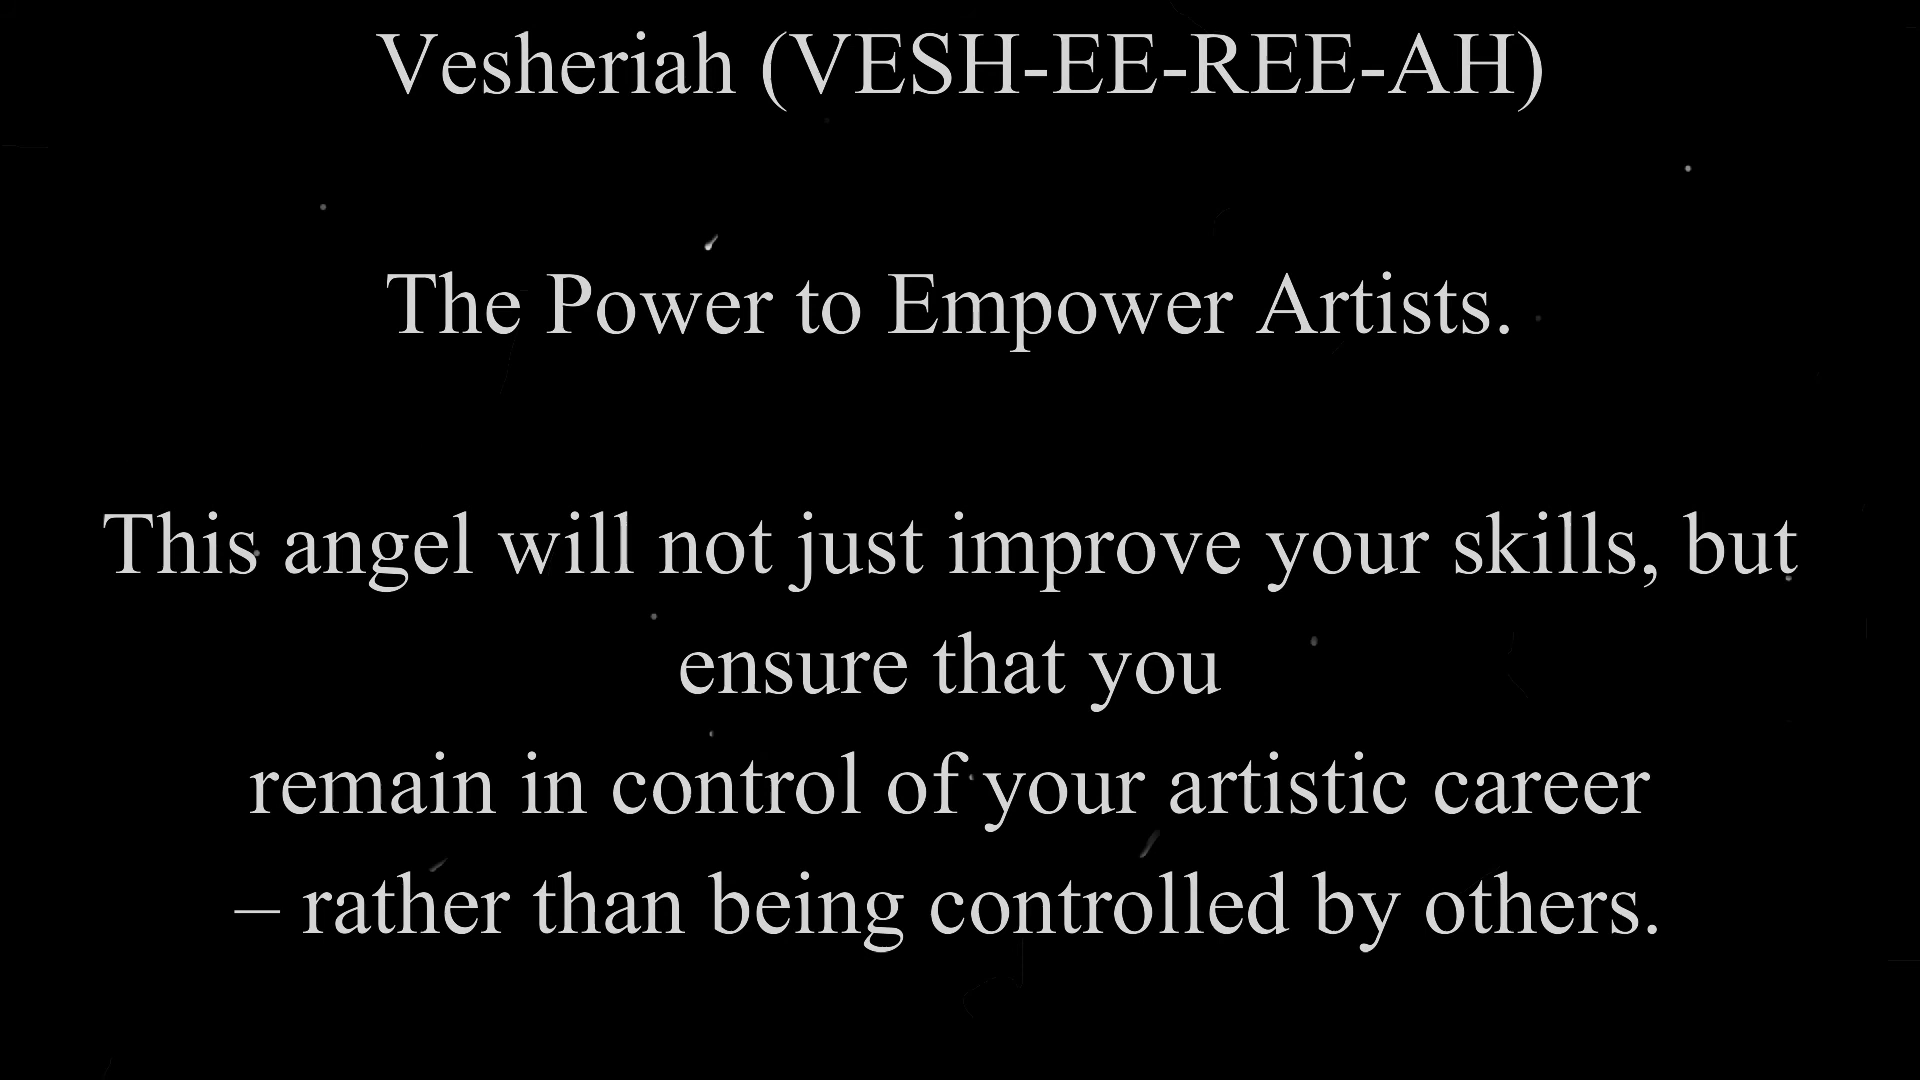 Vesheriah (VESH-EE-REE-AH)
The Power to Empower Artists.
This angel will not just improve your skills, but
ensure that you
remain in control of your artistic career
– rather than being controlled by others.